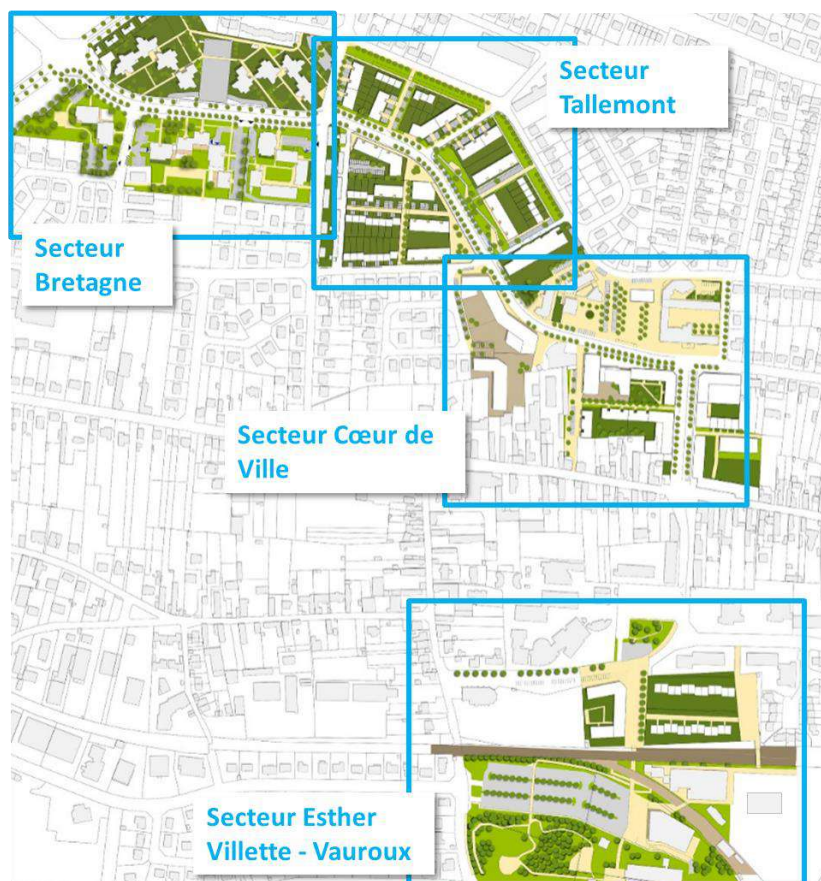 Secteur
Tallemont
Secteur
Bretagne
Secteur Cœur de
Ville
Secteur Esther
Villette - Vauroux